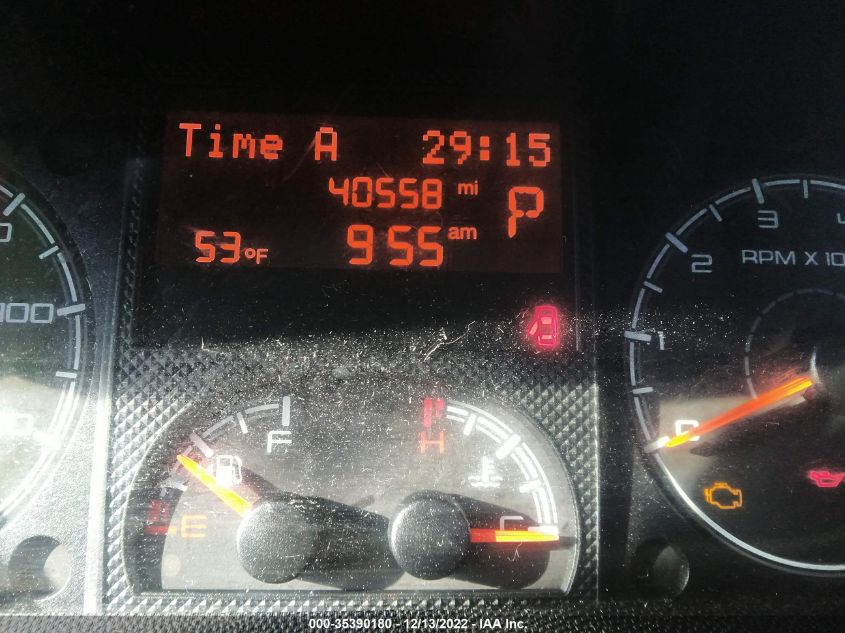 Time A 29:15
40558 mi
P
53°F 9 55 am
F
E
H
C
1
2
3
4
RPM X 10
000-35390180 - 12/13/2022 - IAA Inc.